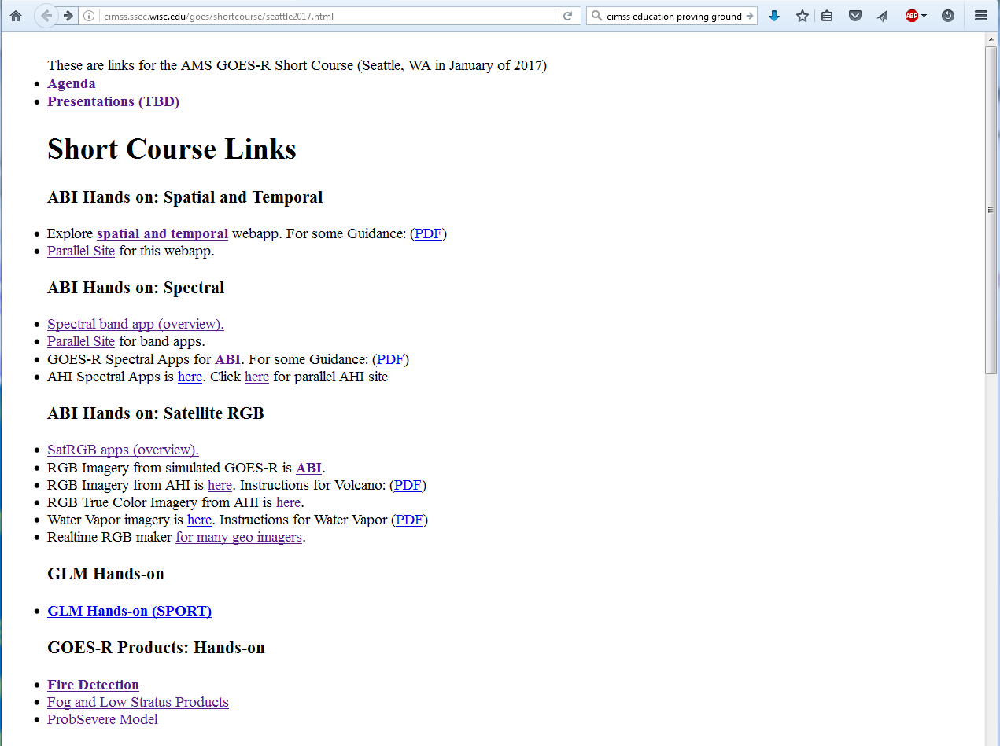 cimss.ssec.wisc.edu/goes/shortcourse/seattle2017.html
cimss education proving ground
ABP
These are links for the AMS GOES-R Short Course (Seattle, WA in January of 2017)
Agenda
Presentations (TBD)
Short Course Links
ABI Hands on: Spatial and Temporal
Explore spatial and temporal webapp. For some Guidance: (PDF)
Parallel Site for this webapp.
ABI Hands on: Spectral
Spectral band app (overview).
Parallel Site for band apps.
GOES-R Spectral Apps for ABI. For some Guidance: (PDF)
AHI Spectral Apps is here. Click here for parallel AHI site
ABI Hands on: Satellite RGB
SatRGB apps (overview).
RGB Imagery from simulated GOES-R is ABI.
RGB Imagery from AHI is here. Instructions for Volcano: (PDF)
RGB True Color Imagery from AHI is here.
Water Vapor imagery is here. Instructions for Water Vapor (PDF)
Realtime RGB maker for many geo imagers.
GLM Hands-on
GLM Hands-on (SPORT)
GOES-R Products: Hands-on
Fire Detection
Fog and Low Stratus Products
ProbSevere Model